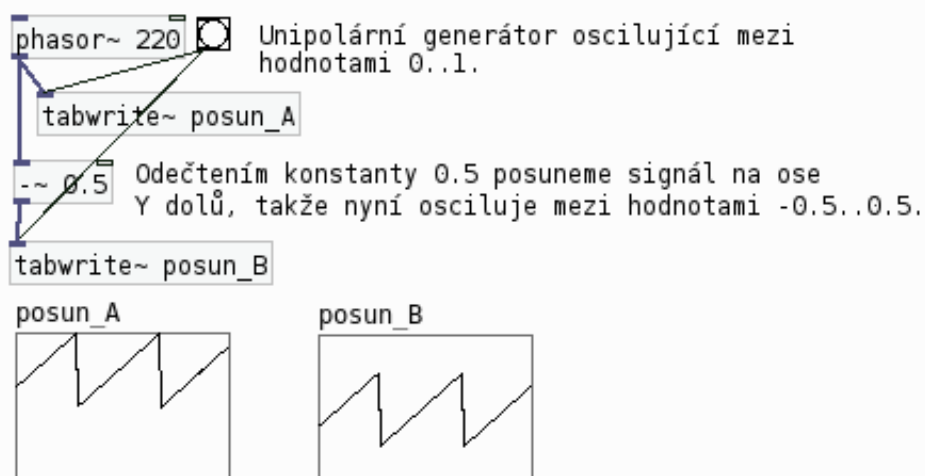 phasor~ 220
Unipolární generátor oscilující mezi
hodnotami 0..1.
tabwrite~ posun_A
-~ 0.5
Odečtením konstanty 0.5 posuneme signál na ose
Y dolů, takže nyní osciluje mezi hodnotami -0.5..0.5.
tabwrite~ posun_B
posun_A
posun_B